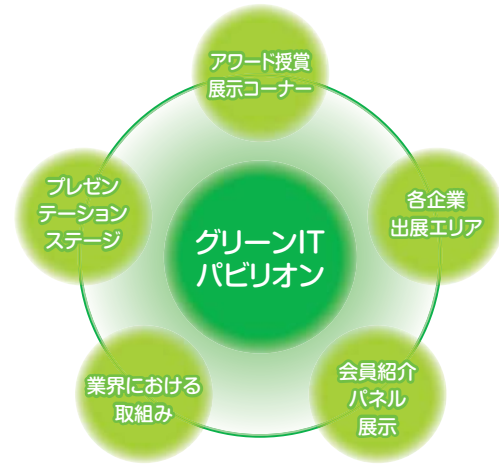 アワード授賞
展示コーナー
各企業
出展エリア
会員紹介
パネル
展示
業界における
取組み
プレゼン
テーション
ステージ
グリーンIT
パビリオン